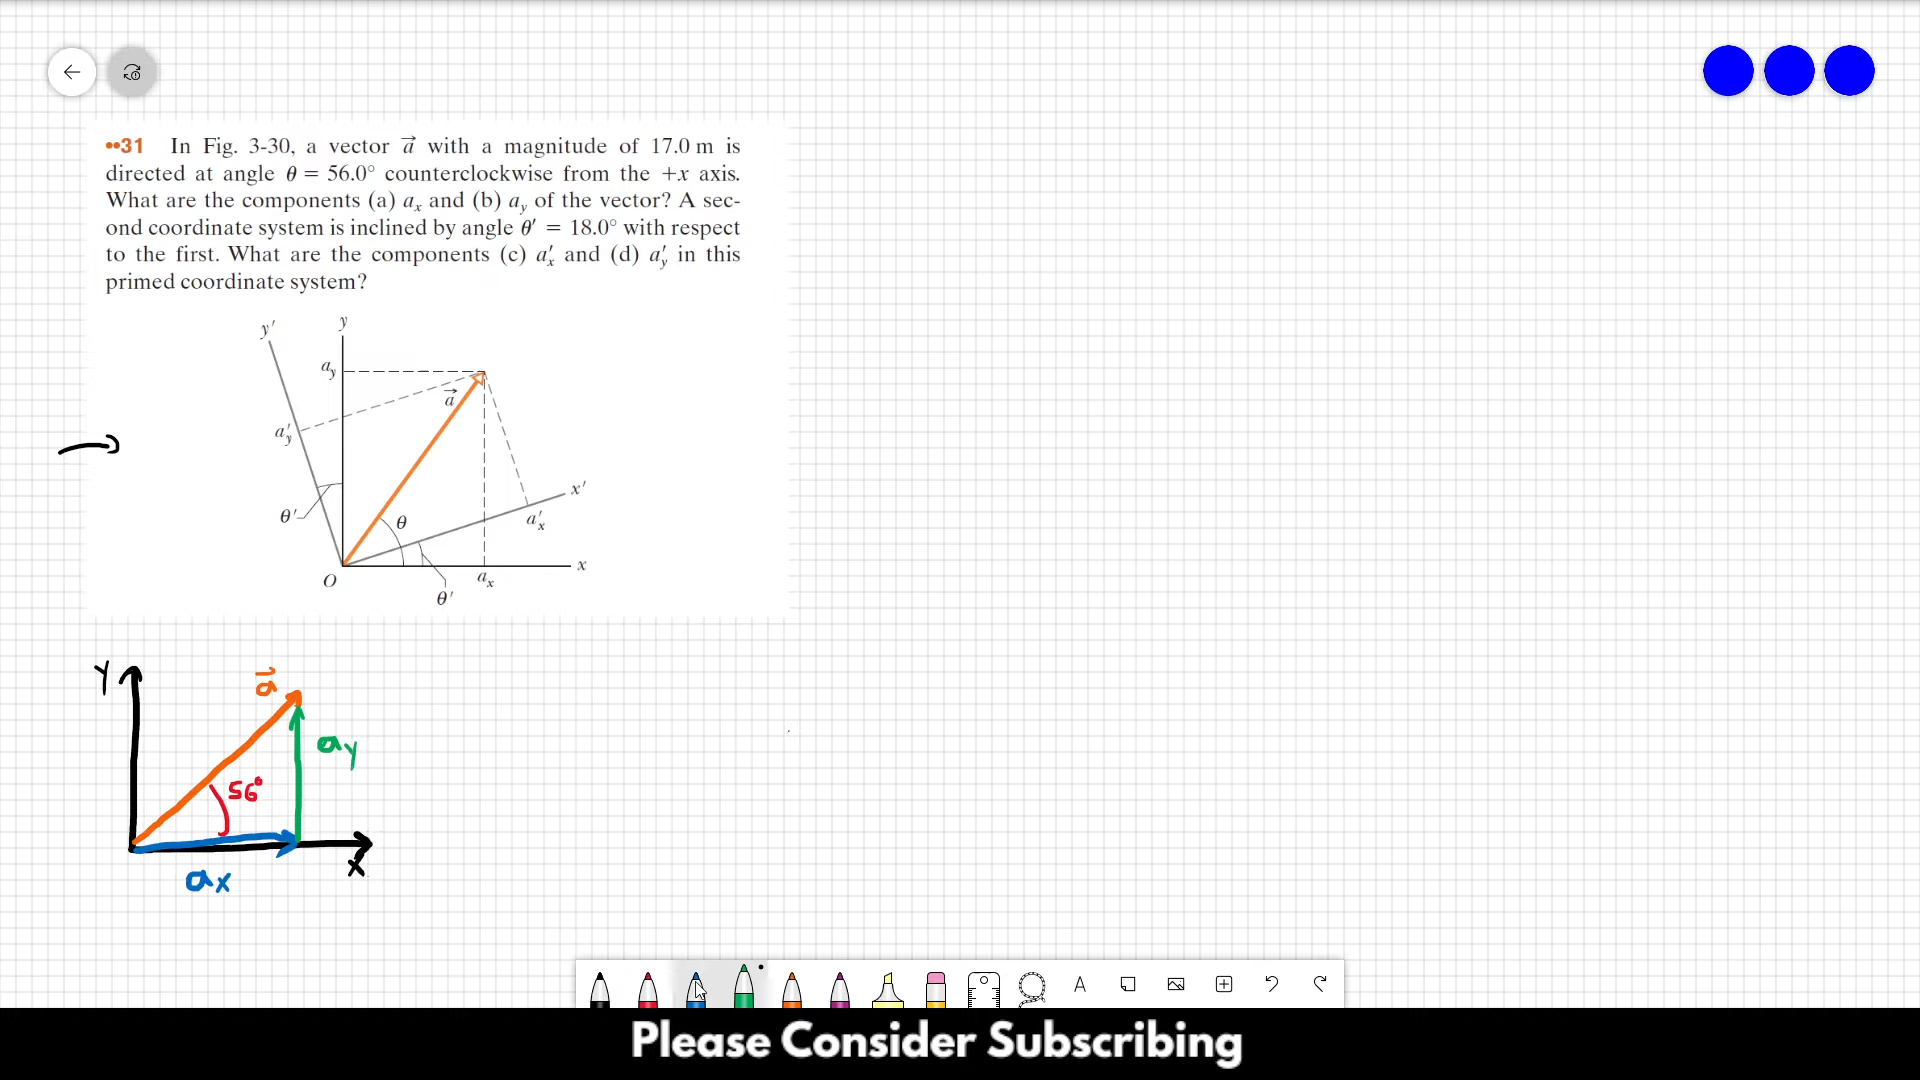 ••31 In Fig. 3-30, a vector a⃗ with a magnitude of 17.0 m is
directed at angle θ = 56.0° counterclockwise from the +x axis.
What are the components (a) aₓ and (b) a_y of the vector? A sec-
ond coordinate system is inclined by angle θ′ = 18.0° with respect
to the first. What are the components (c) a′ₓ and (d) a′_y in this
primed coordinate system?
y′
y
a_y
a⃗
a′_y
x′
θ′
θ
a′ₓ
x
O
aₓ
θ′
Y
a⃗
ay
56°
X
ax
A
Please Consider Subscribing